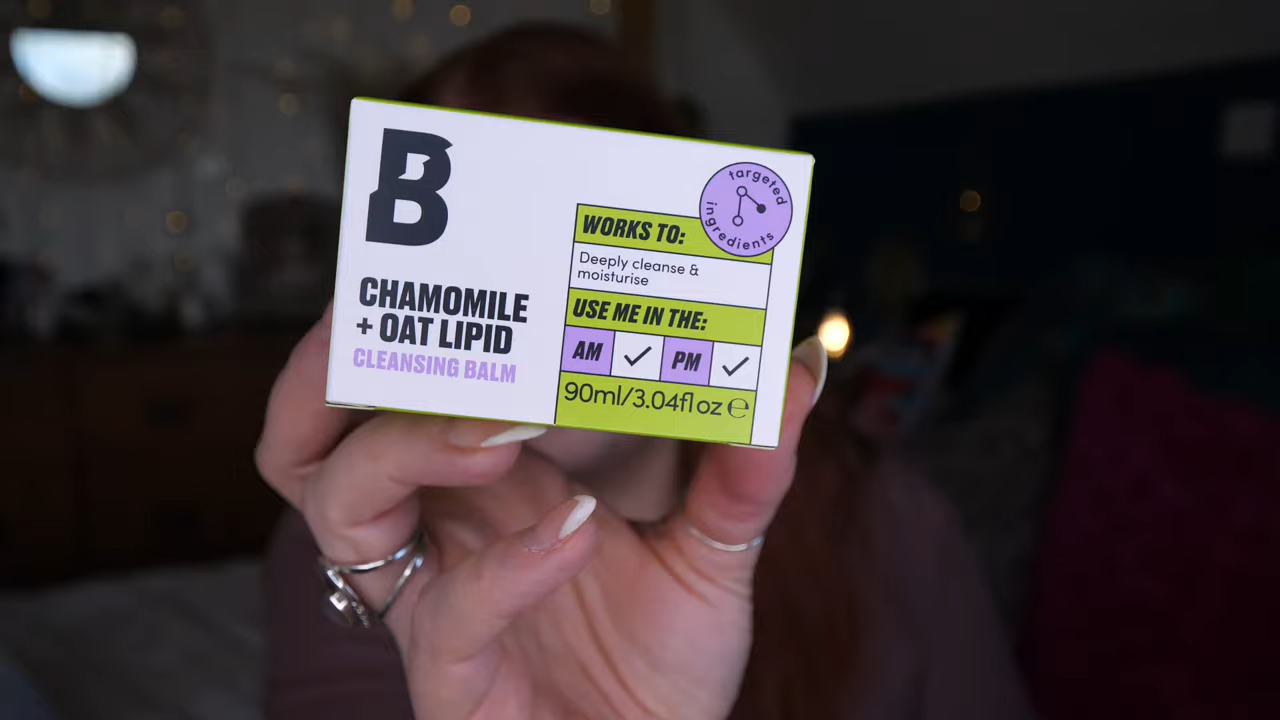 B
CHAMOMILE
+ OAT LIPID
CLEANSING BALM
targeted
ingredients
WORKS TO:
Deeply cleanse &
moisturise
USE ME IN THE:
AM ✓ PM ✓
90ml/3.04fl oz ℮